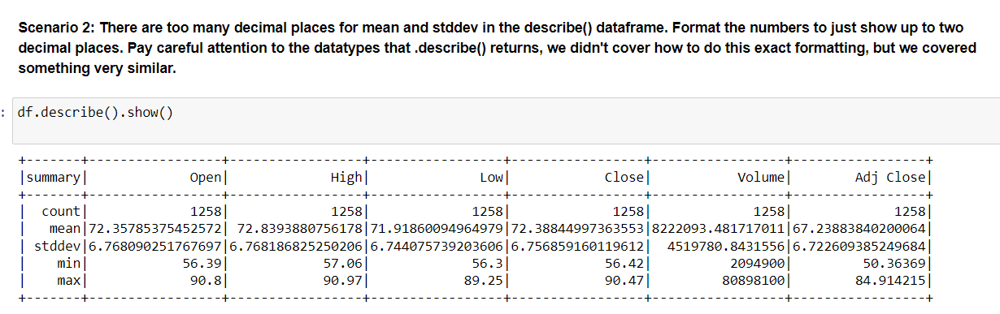 Scenario 2: There are too many decimal places for mean and stddev in the describe() dataframe. Format the numbers to just show up to two
decimal places. Pay careful attention to the datatypes that .describe() returns, we didn't cover how to do this exact formatting, but we covered
something very similar.
: df.describe().show()
+-------+-----------------+-----------------+-----------------+-----------------+-----------------+-----------------+
|summary|             Open|             High|              Low|            Close|           Volume|        Adj Close|
+-------+-----------------+-----------------+-----------------+-----------------+-----------------+-----------------+
|  count|             1258|             1258|             1258|             1258|             1258|             1258|
|   mean|72.35785375452572| 72.8393880756178|71.91860094964979|72.38844997363553|8222093.481717011|67.23883840200064|
| stddev|6.768090251767697|6.768186825250206|6.744075739203606|6.756859160119612|  4519780.8431556|6.722609385249684|
|    min|            56.39|            57.06|             56.3|            56.42|          2094900|         50.36369|
|    max|             90.8|            90.97|            89.25|            90.47|         80898100|        84.914215|
+-------+-----------------+-----------------+-----------------+-----------------+-----------------+-----------------+